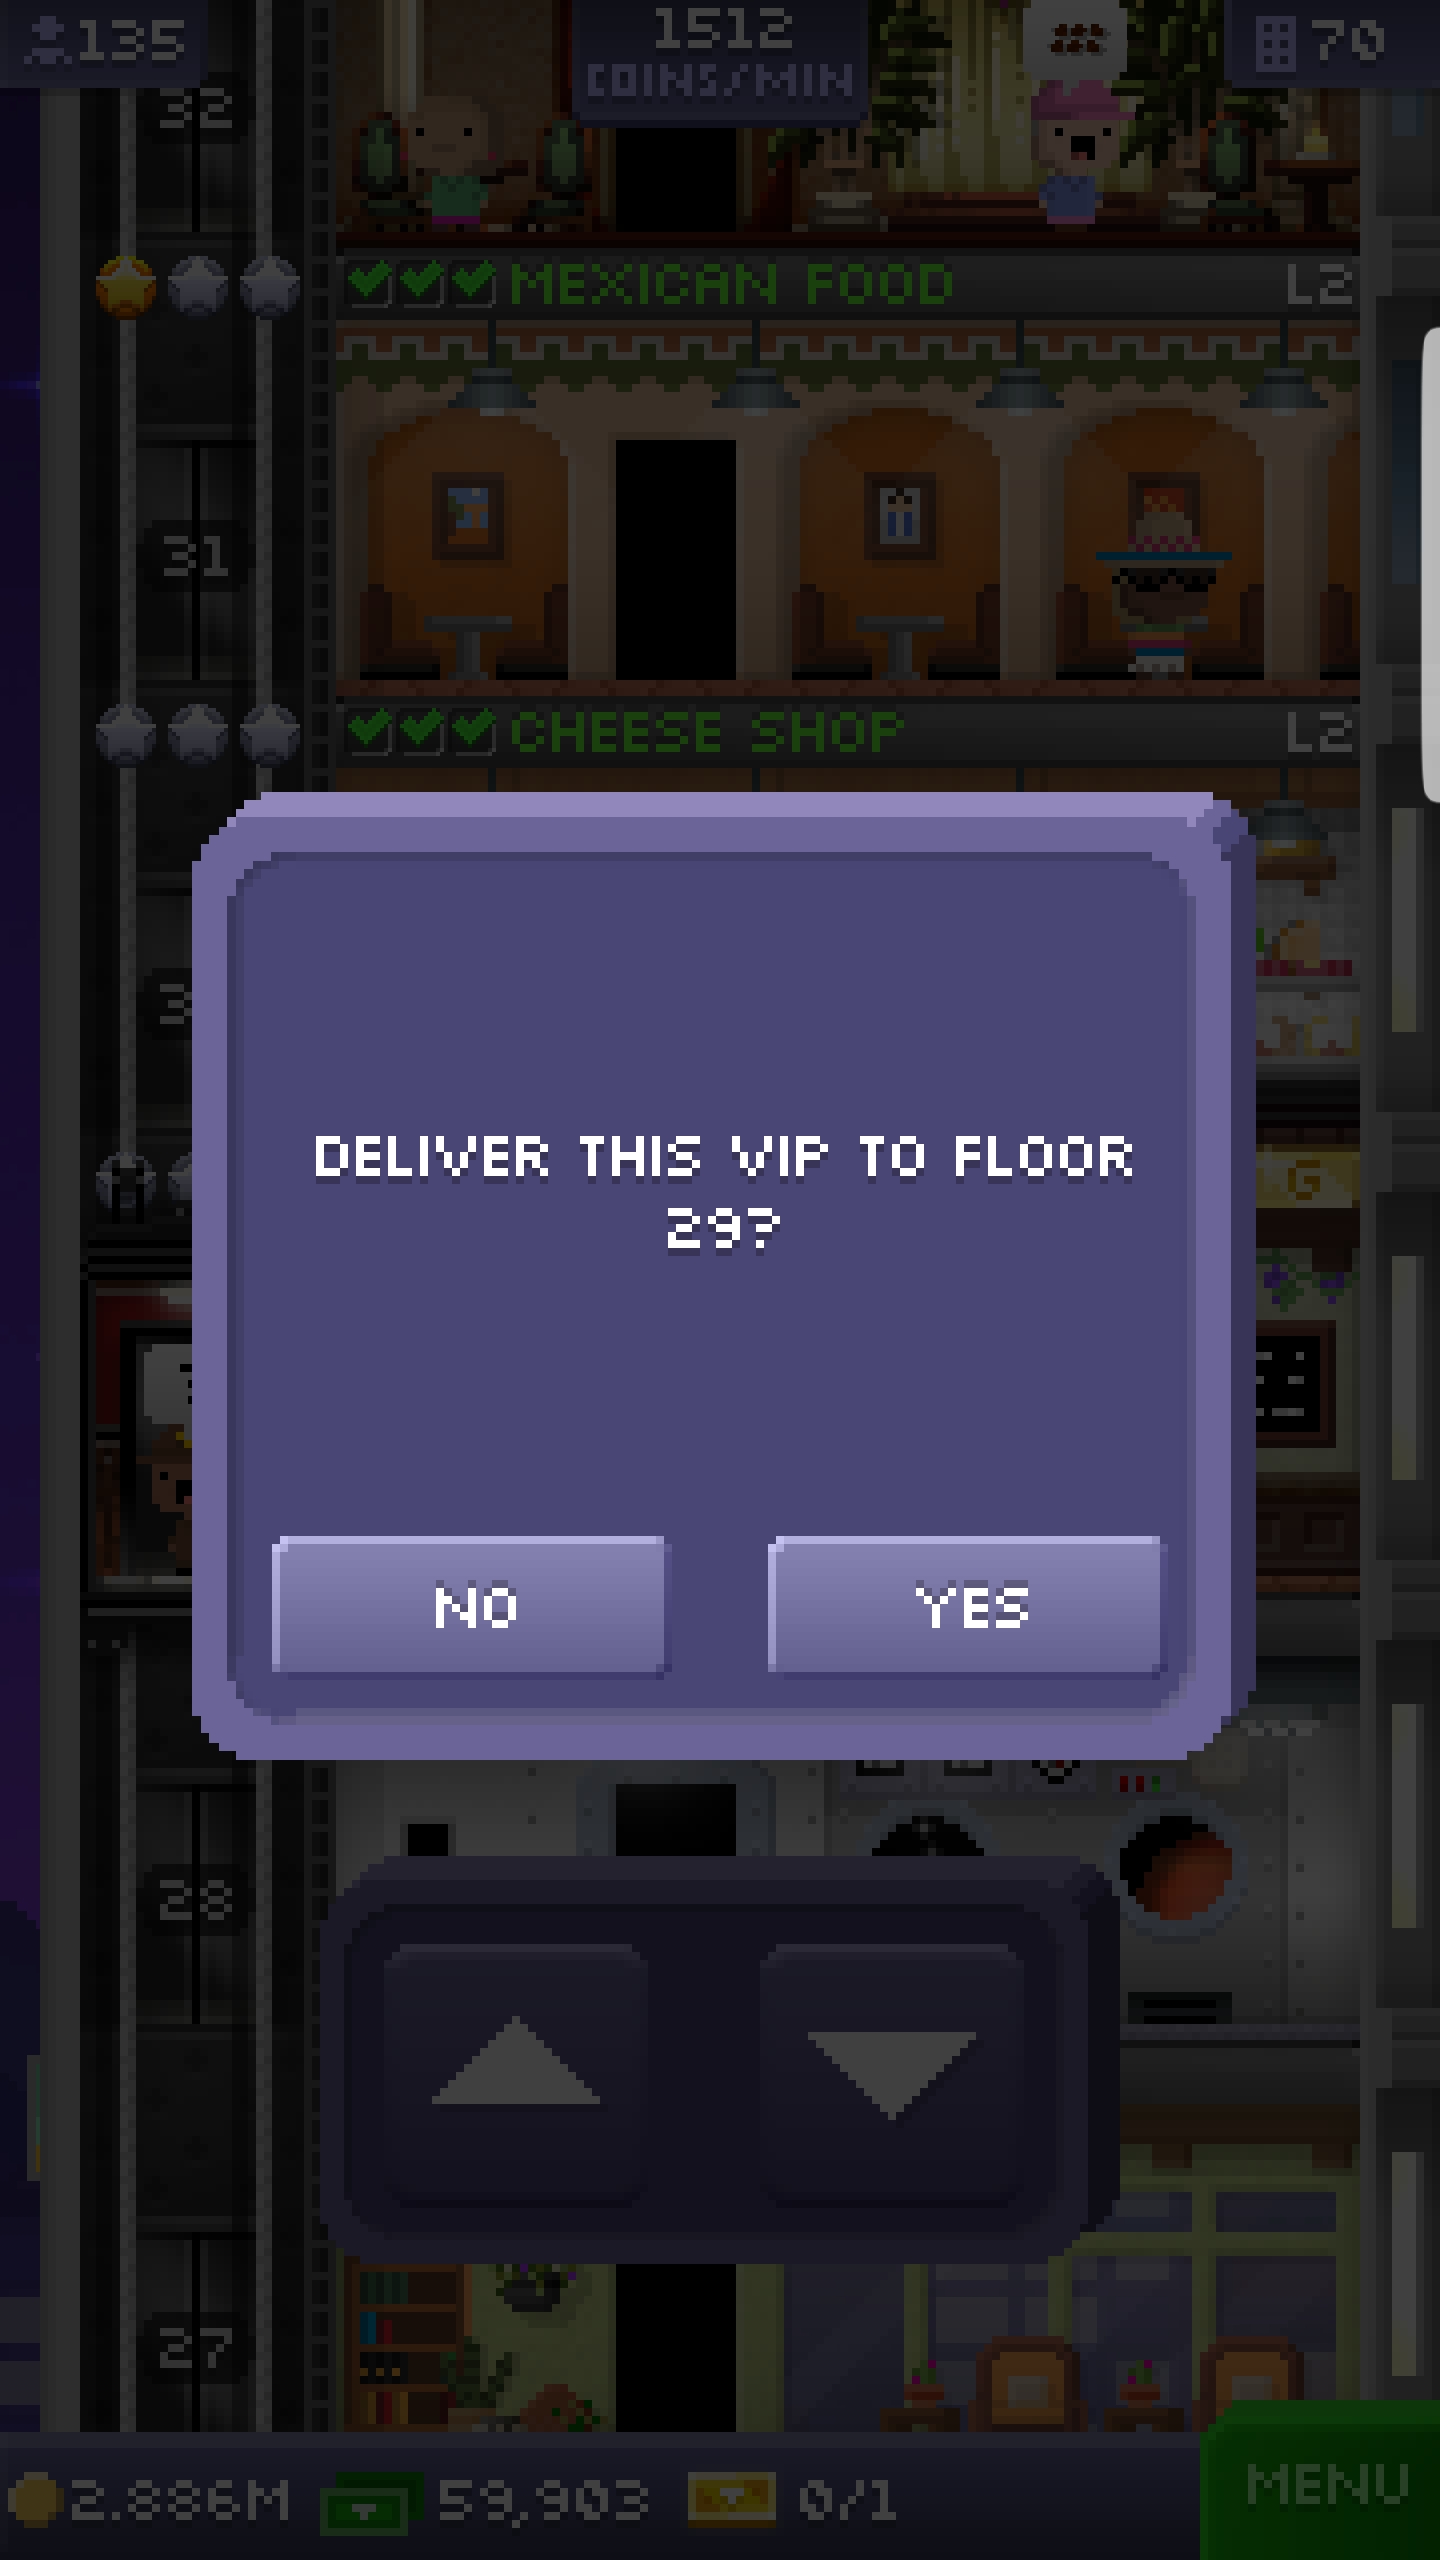 135
1512
COINS/MIN
70
32
MEXICAN FOOD
L2
31
CHEESE SHOP
L2
3
G
DELIVER THIS VIP TO FLOOR
29?
NO
YES
28
27
2.886M
59,903
0/1
MENU